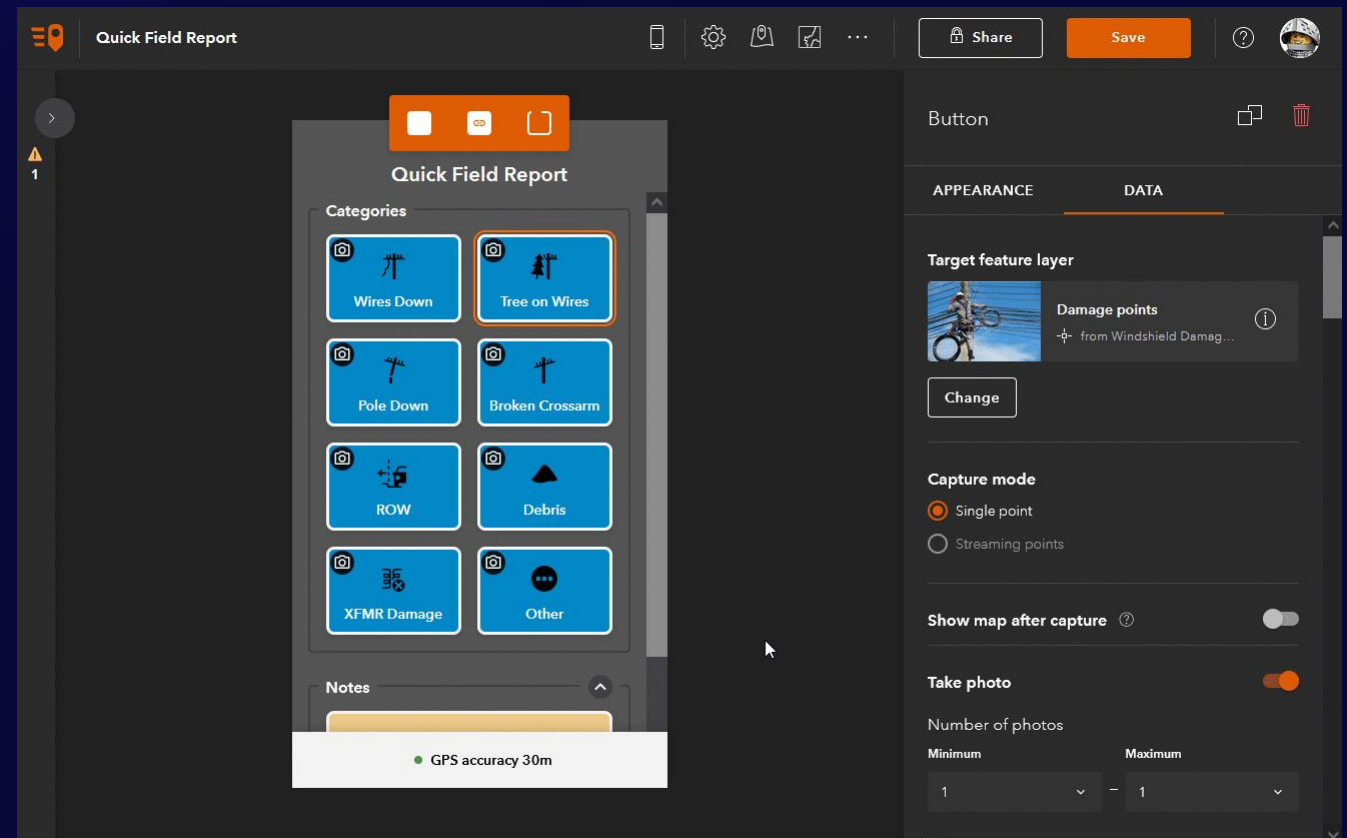 Quick Field Report
...
Share
Save
?
1
Quick Field Report
Categories
Wires Down
Tree on Wires
Pole Down
Broken Crossarm
ROW
Debris
XFMR Damage
Other
Notes
GPS accuracy 30m
Button
APPEARANCE
DATA
Target feature layer
Damage points
from Windshield Damag...
Change
Capture mode
Single point
Streaming points
Show map after capture ?
Take photo
Number of photos
Minimum
Maximum
1 – 1